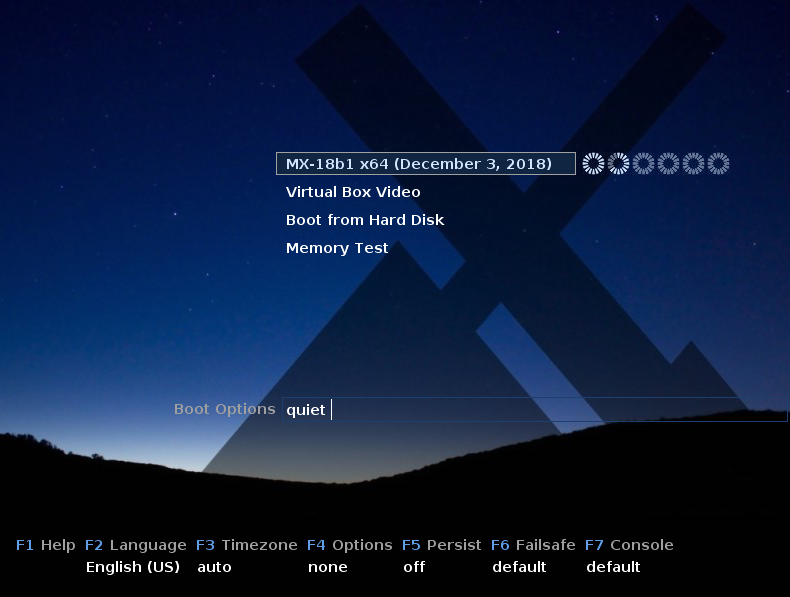 MX-18b1 x64 (December 3, 2018)
Virtual Box Video
Boot from Hard Disk
Memory Test
Boot Options quiet
F1 Help F2 Language F3 Timezone F4 Options F5 Persist F6 Failsafe F7 Console
English (US) auto none off default default